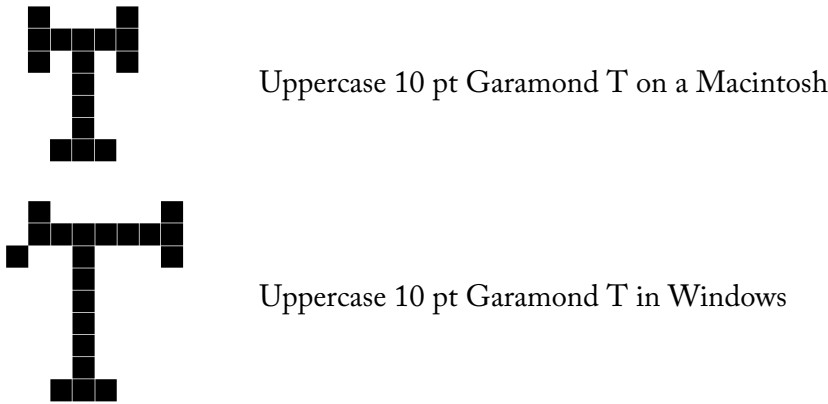 Uppercase 10 pt Garamond T on a Macintosh
Uppercase 10 pt Garamond T in Windows